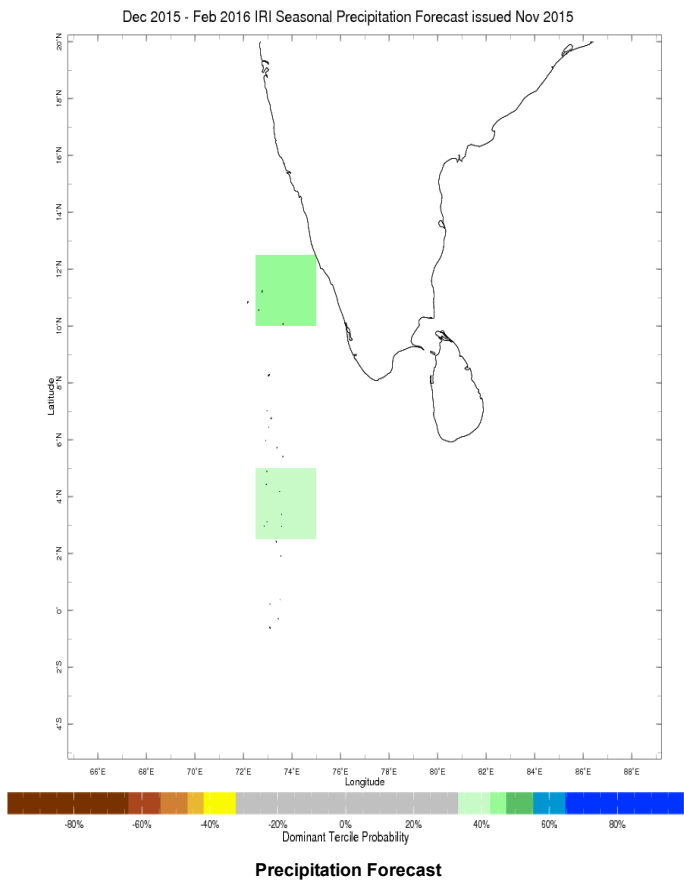 Dec 2015 - Feb 2016 IRI Seasonal Precipitation Forecast issued Nov 2015
20°N
18°N
16°N
14°N
12°N
10°N
8°N
6°N
4°N
2°N
0°
2°S
4°S
Latitude
66°E 68°E 70°E 72°E 74°E 76°E 78°E 80°E 82°E 84°E 86°E 88°E
Longitude
-80% -60% -40% -20% 0% 20% 40% 60% 80%
Dominant Tercile Probability
Precipitation Forecast